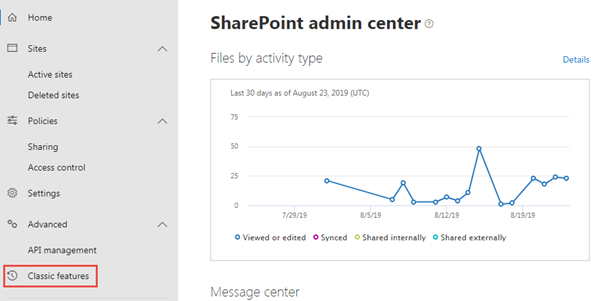 Home
Sites
Active sites
Deleted sites
Policies
Sharing
Access control
Settings
Advanced
API management
Classic features
SharePoint admin center ?
Files by activity type
Details
Last 30 days as of August 23, 2019 (UTC)
75
50
25
0
7/29/19 8/5/19 8/12/19 8/19/19
Viewed or edited Synced Shared internally Shared externally
Message center